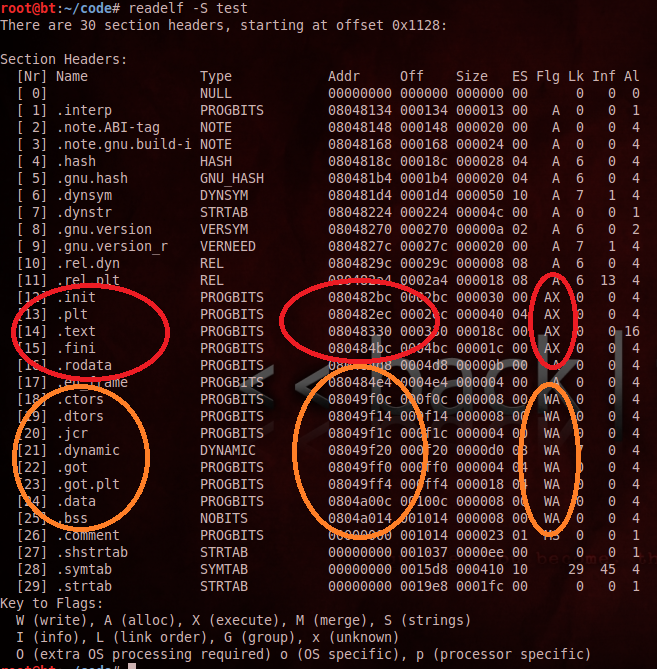 root@bt:~/code# readelf -S test
There are 30 section headers, starting at offset 0x1128:
Section Headers:
[Nr] Name Type Addr Off Size ES Flg Lk Inf Al
[ 0] NULL 00000000 000000 000000 00 0 0 0
[ 1] .interp PROGBITS 08048134 000134 000013 00 A 0 0 1
[ 2] .note.ABI-tag NOTE 08048148 000148 000020 00 A 0 0 4
[ 3] .note.gnu.build-i NOTE 08048168 000168 000024 00 A 0 0 4
[ 4] .hash HASH 0804818c 00018c 000028 04 A 6 0 4
[ 5] .gnu.hash GNU_HASH 080481b4 0001b4 000020 04 A 6 0 4
[ 6] .dynsym DYNSYM 080481d4 0001d4 000050 10 A 7 1 4
[ 7] .dynstr STRTAB 08048224 000224 00004c 00 A 0 0 1
[ 8] .gnu.version VERSYM 08048270 000270 00000a 02 A 6 0 2
[ 9] .gnu.version_r VERNEED 0804827c 00027c 000020 00 A 7 1 4
[10] .rel.dyn REL 0804829c 00029c 000008 08 A 6 0 4
[11] .rel.plt REL 080482a4 0002a4 000018 08 A 6 13 4
[12] .init PROGBITS 080482bc 0002bc 000030 00 AX 0 0 4
[13] .plt PROGBITS 080482ec 0002ec 000040 04 AX 0 0 4
[14] .text PROGBITS 08048330 000330 00018c 00 AX 0 0 16
[15] .fini PROGBITS 080484bc 0004bc 00001c 00 AX 0 0 4
[16] .rodata PROGBITS 080484d8 0004d8 000008 00 0 0 4
[17] .eh_frame PROGBITS 080484e4 0004e4 000004 00 A 0 0 4
[18] .ctors PROGBITS 08049f0c 000f0c 000008 00 WA 0 0 4
[19] .dtors PROGBITS 08049f14 000f14 000008 00 WA 0 0 4
[20] .jcr PROGBITS 08049f1c 000f1c 000004 00 WA 0 0 4
[21] .dynamic DYNAMIC 08049f20 000f20 0000d0 08 WA 7 0 4
[22] .got PROGBITS 08049ff0 000ff0 000004 04 WA 0 0 4
[23] .got.plt PROGBITS 08049ff4 000ff4 000018 04 WA 0 0 4
[24] .data PROGBITS 0804a00c 00100c 000008 00 WA 0 0 4
[25] .bss NOBITS 0804a014 001014 000008 00 WA 0 0 4
[26] .comment PROGBITS 00000000 001014 000023 01 MS 0 0 1
[27] .shstrtab STRTAB 00000000 001037 0000ee 00 0 0 1
[28] .symtab SYMTAB 00000000 0015d8 000410 10 29 45 4
[29] .strtab STRTAB 00000000 0019e8 0001fc 00 0 0 1
Key to Flags:
W (write), A (alloc), X (execute), M (merge), S (strings)
I (info), L (link order), G (group), x (unknown)
O (extra OS processing required) o (OS specific), p (processor specific)
root@bt:~/code#
<< back |